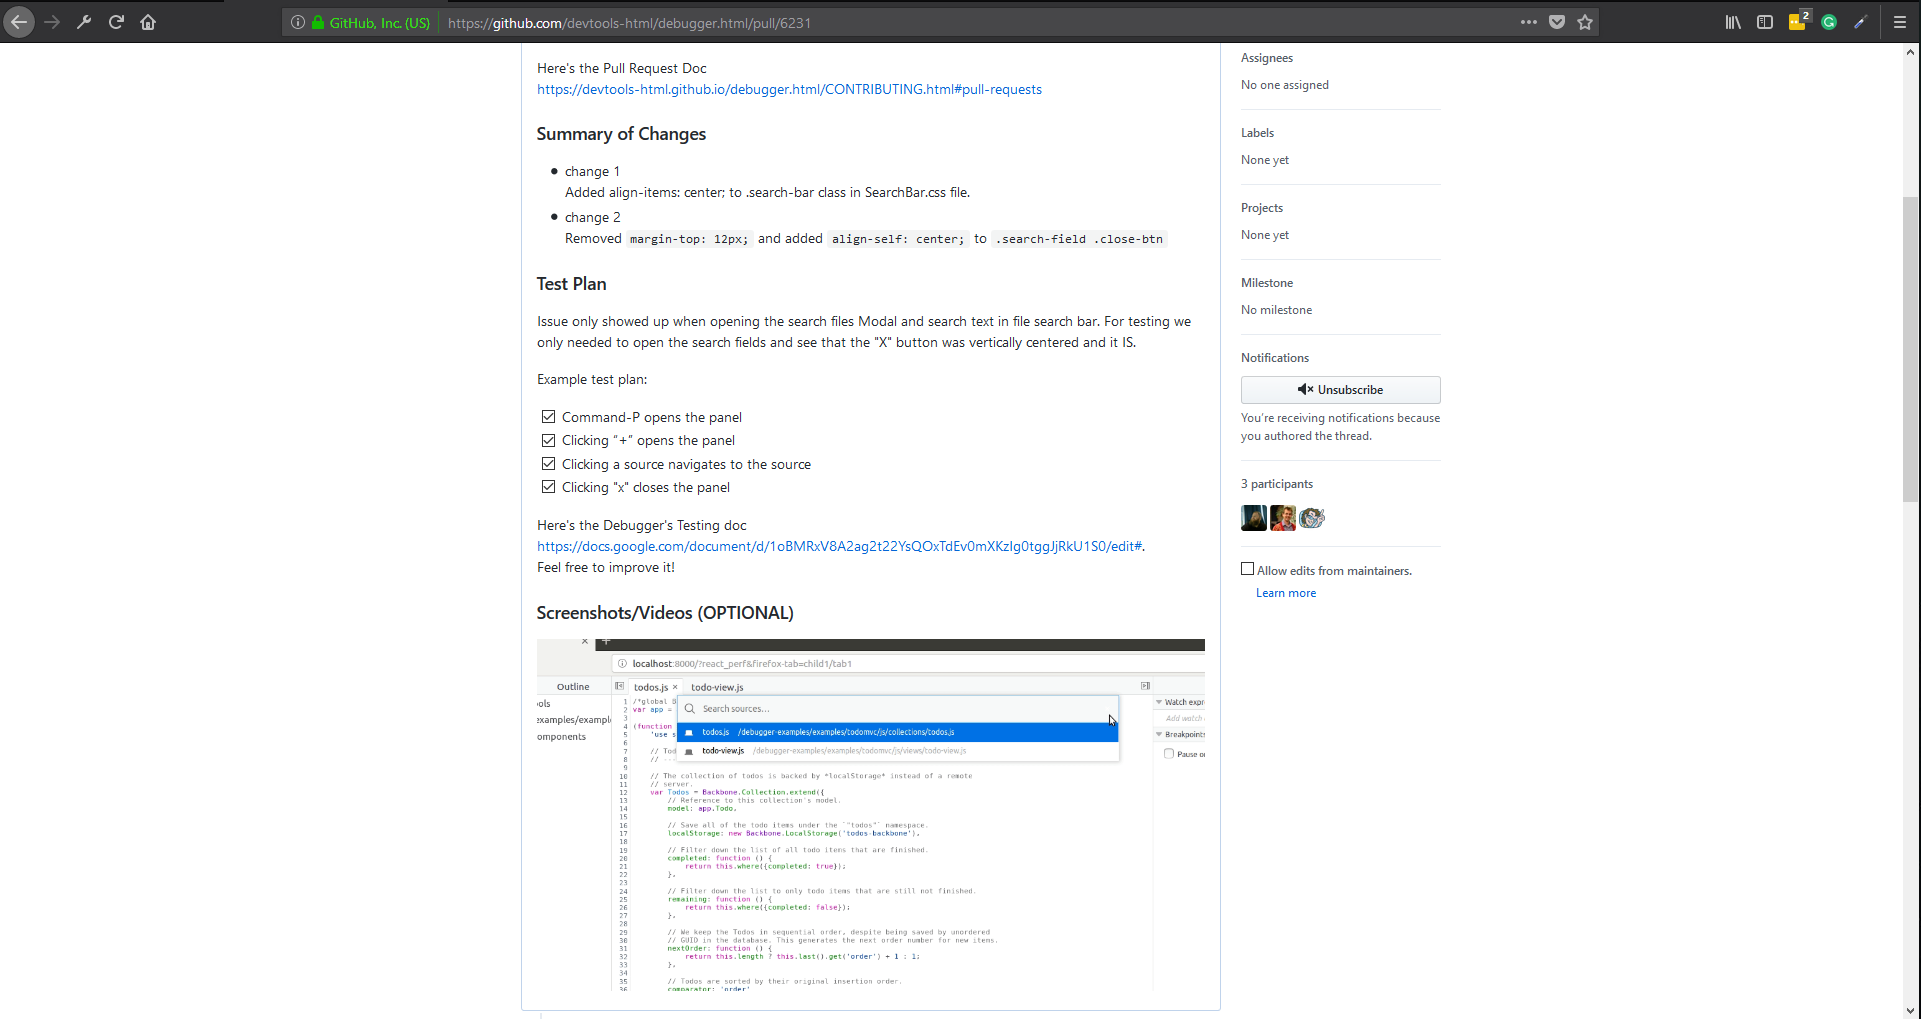 GitHub, Inc. (US)
https://github.com/devtools-html/debugger.html/pull/6231
2
Here's the Pull Request Doc
https://devtools-html.github.io/debugger.html/CONTRIBUTING.html#pull-requests
Summary of Changes
change 1
Added align-items: center; to .search-bar class in SearchBar.css file.
change 2
Removed margin-top: 12px; and added align-self: center; to .search-field .close-btn
Test Plan
Issue only showed up when opening the search files Modal and search text in file search bar. For testing we
only needed to open the search fields and see that the "X" button was vertically centered and it IS.
Example test plan:
Command-P opens the panel
Clicking “+” opens the panel
Clicking a source navigates to the source
Clicking "x" closes the panel
Here's the Debugger's Testing doc
https://docs.google.com/document/d/1oBMRxV8A2ag2t22YsQOxTdEv0mXKzIg0tggJjRkU1S0/edit#.
Feel free to improve it!
Screenshots/Videos (OPTIONAL)
localhost:8000/?react_perf&firefox-tab=child1/tab1
Outline
todos.js ×
todo-view.js
ools
examples/exampl
omponents
Search sources...
todos.js /debugger-examples/examples/todomvc/js/collections/todos.js
todo-view.js /debugger-examples/examples/todomvc/js/views/todo-view.js
1 /*global B
2 var app =
3
4 (function
5 'use s
6
7 // Tod
8 // ---
9
10 // The collection of todos is backed by *localStorage* instead of a remote
11 // server.
12 var Todos = Backbone.Collection.extend({
13 // Reference to this collection's model.
14 model: app.Todo,
15
16 // Save all of the todo items under the `"todos"` namespace.
17 localStorage: new Backbone.LocalStorage('todos-backbone'),
18
19 // Filter down the list of all todo items that are finished.
20 completed: function () {
21 return this.where({completed: true});
22 },
23
24 // Filter down the list to only todo items that are still not finished.
25 remaining: function () {
26 return this.where({completed: false});
27 },
28
29 // We keep the Todos in sequential order, despite being saved by unordered
30 // GUID in the database. This generates the next order number for new items.
31 nextOrder: function () {
32 return this.length ? this.last().get('order') + 1 : 1;
33 },
34
35 // Todos are sorted by their original insertion order.
36 comparator: 'order'
Watch expr
Add watch
Breakpoints
Pause o
Assignees
No one assigned
Labels
None yet
Projects
None yet
Milestone
No milestone
Notifications
Unsubscribe
You’re receiving notifications because
you authored the thread.
3 participants
Allow edits from maintainers.
Learn more